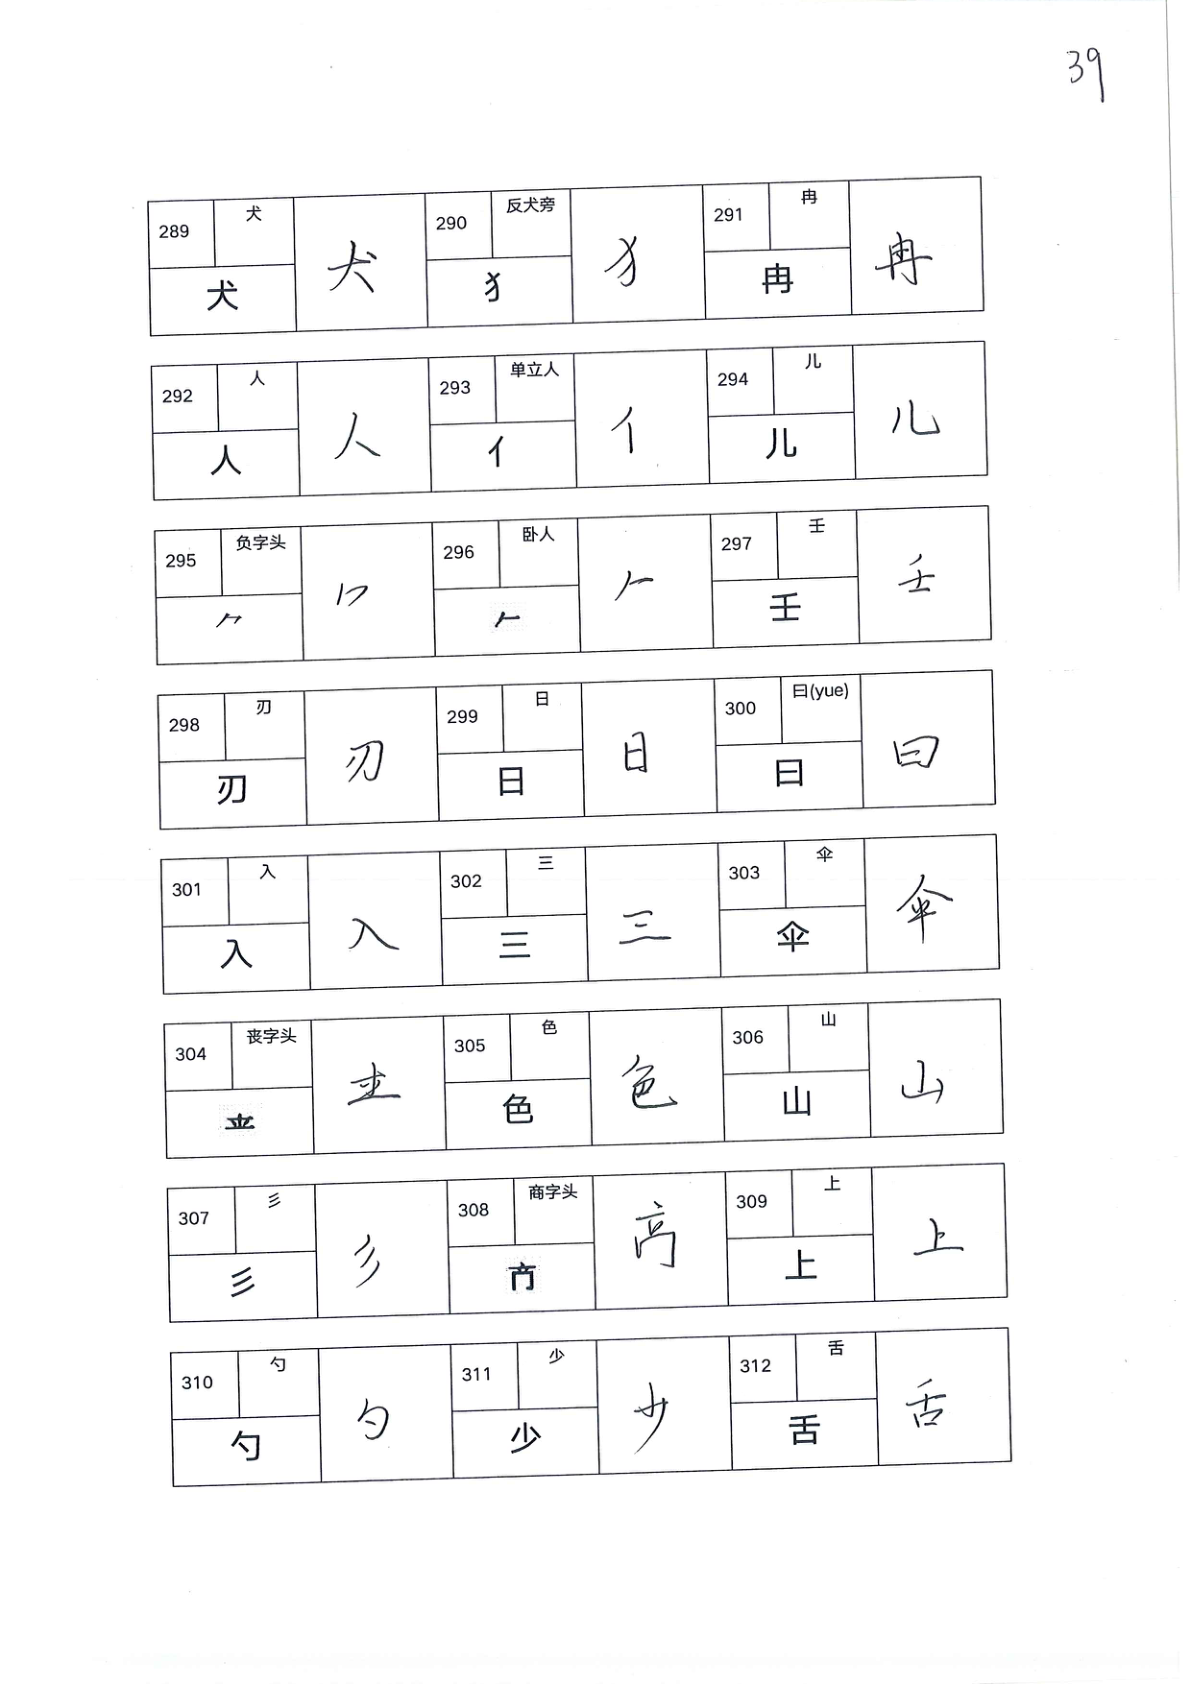 39
289 犬 犬 290 反犬旁 犭 291 冉 冉
犬 犭 冉
292 人 人 293 单立人 亻 294 儿 儿
人 亻 儿
295 负字头 ⺈ 296 卧人 𠂉 297 壬 壬
⺈ 𠂉 壬
298 刃 刃 299 日 日 300 曰(yue) 曰
刃 日 曰
301 入 入 302 三 三 303 伞 伞
入 三 伞
304 丧字头 305 色 色 306 山 山
色 山
307 彡 彡 308 商字头 309 上 上
彡 上
310 勺 勺 311 少 少 312 舌 舌
勺 少 舌